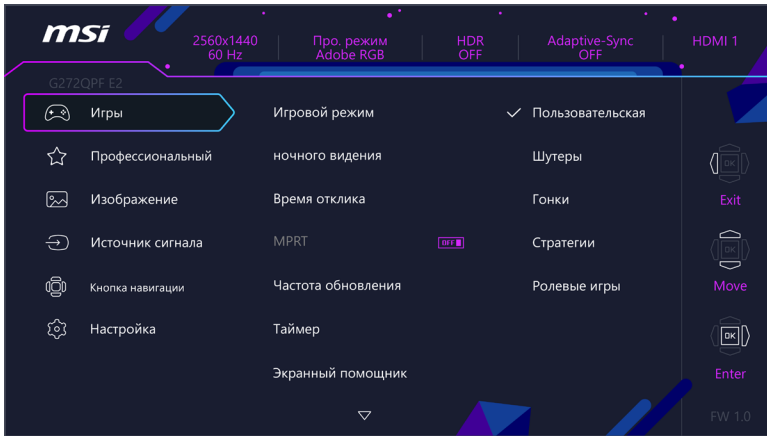 msi
2560x1440 Про. режим HDR Adaptive-Sync HDMI 1
60 Hz Adobe RGB OFF OFF
G272QPF E2
Игры Игровой режим Пользовательская
Профессиональный ночного видения Шутеры
OK
Изображение Время отклика Гонки Exit
Источник сигнала MPRT OFF Стратегии
OK
Кнопка навигации Частота обновления Ролевые игры Move
Настройка Таймер
OK
Экранный помощник Enter
FW 1.0